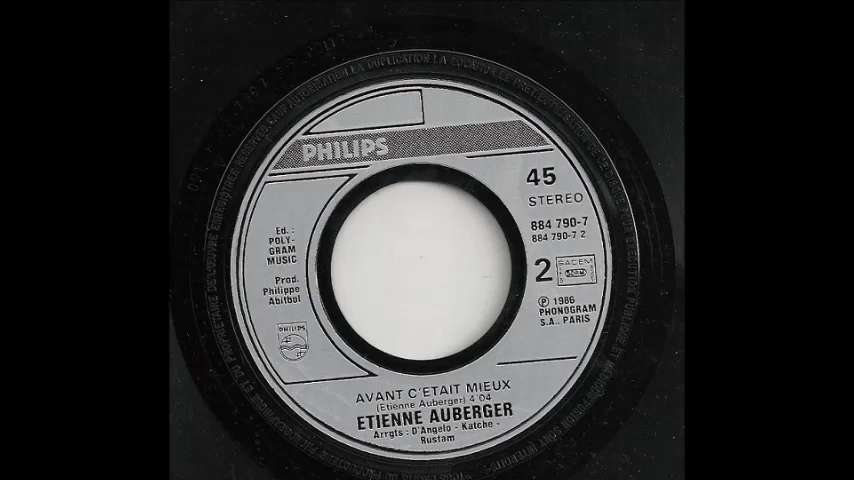 PHILIPS
45
STEREO
884 790-7
884 790-7 2
2
SACEM
Ed. :
POLY-
GRAM
MUSIC
Prod.
Philippe
Abitbol
PHILIPS
℗ 1986
PHONOGRAM
S.A., PARIS
AVANT C'ETAIT MIEUX
(Etienne Auberger) 4'04
ETIENNE AUBERGER
Arrgts : D'Angelo - Katche -
Rustam